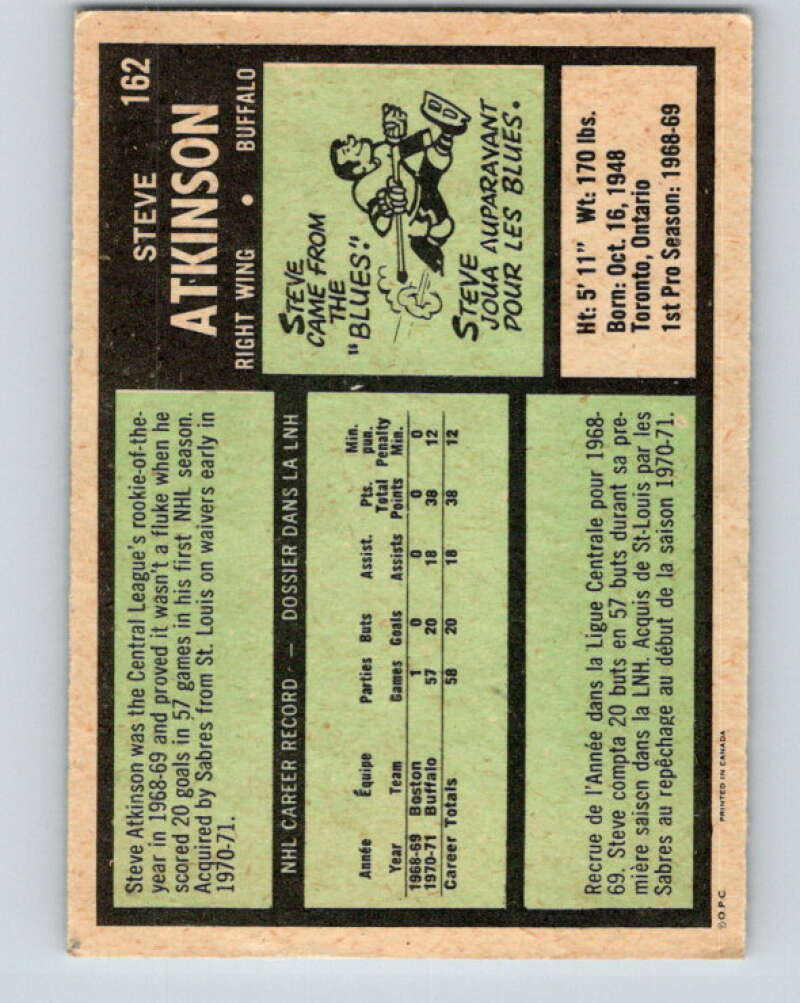 STEVE 162
ATKINSON
RIGHT WING • BUFFALO
Steve Atkinson was the Central League's rookie-of-the-
year in 1968-69 and proved it wasn't a fluke when he
scored 20 goals in 57 games in his first NHL season.
Acquired by Sabres from St. Louis on waivers early in
1970-71.
STEVE
CAME FROM
THE
"BLUES".
B
STEVE
JOUA AUPARAVANT
POUR LES BLUES.
NHL CAREER RECORD – DOSSIER DANS LA LNH
Année Équipe Parties Buts Assist. Pts. Total Min. pun. Penalty
Year Team Games Goals Assists Points Min.
1968-69 Boston 1 0 0 0 0
1970-71 Buffalo 57 20 18 38 12
Career Totals 58 20 18 38 12
Ht: 5' 11" Wt: 170 lbs.
Born: Oct. 16, 1948
Toronto, Ontario
1st Pro Season: 1968-69
Recrue de l'Année dans la Ligue Centrale pour 1968-
69. Steve compta 20 buts en 57 buts durant sa pre-
mière saison dans la LNH. Acquis de St-Louis par les
Sabres au repêchage au début de la saison 1970-71.
©O.P.C. PRINTED IN CANADA